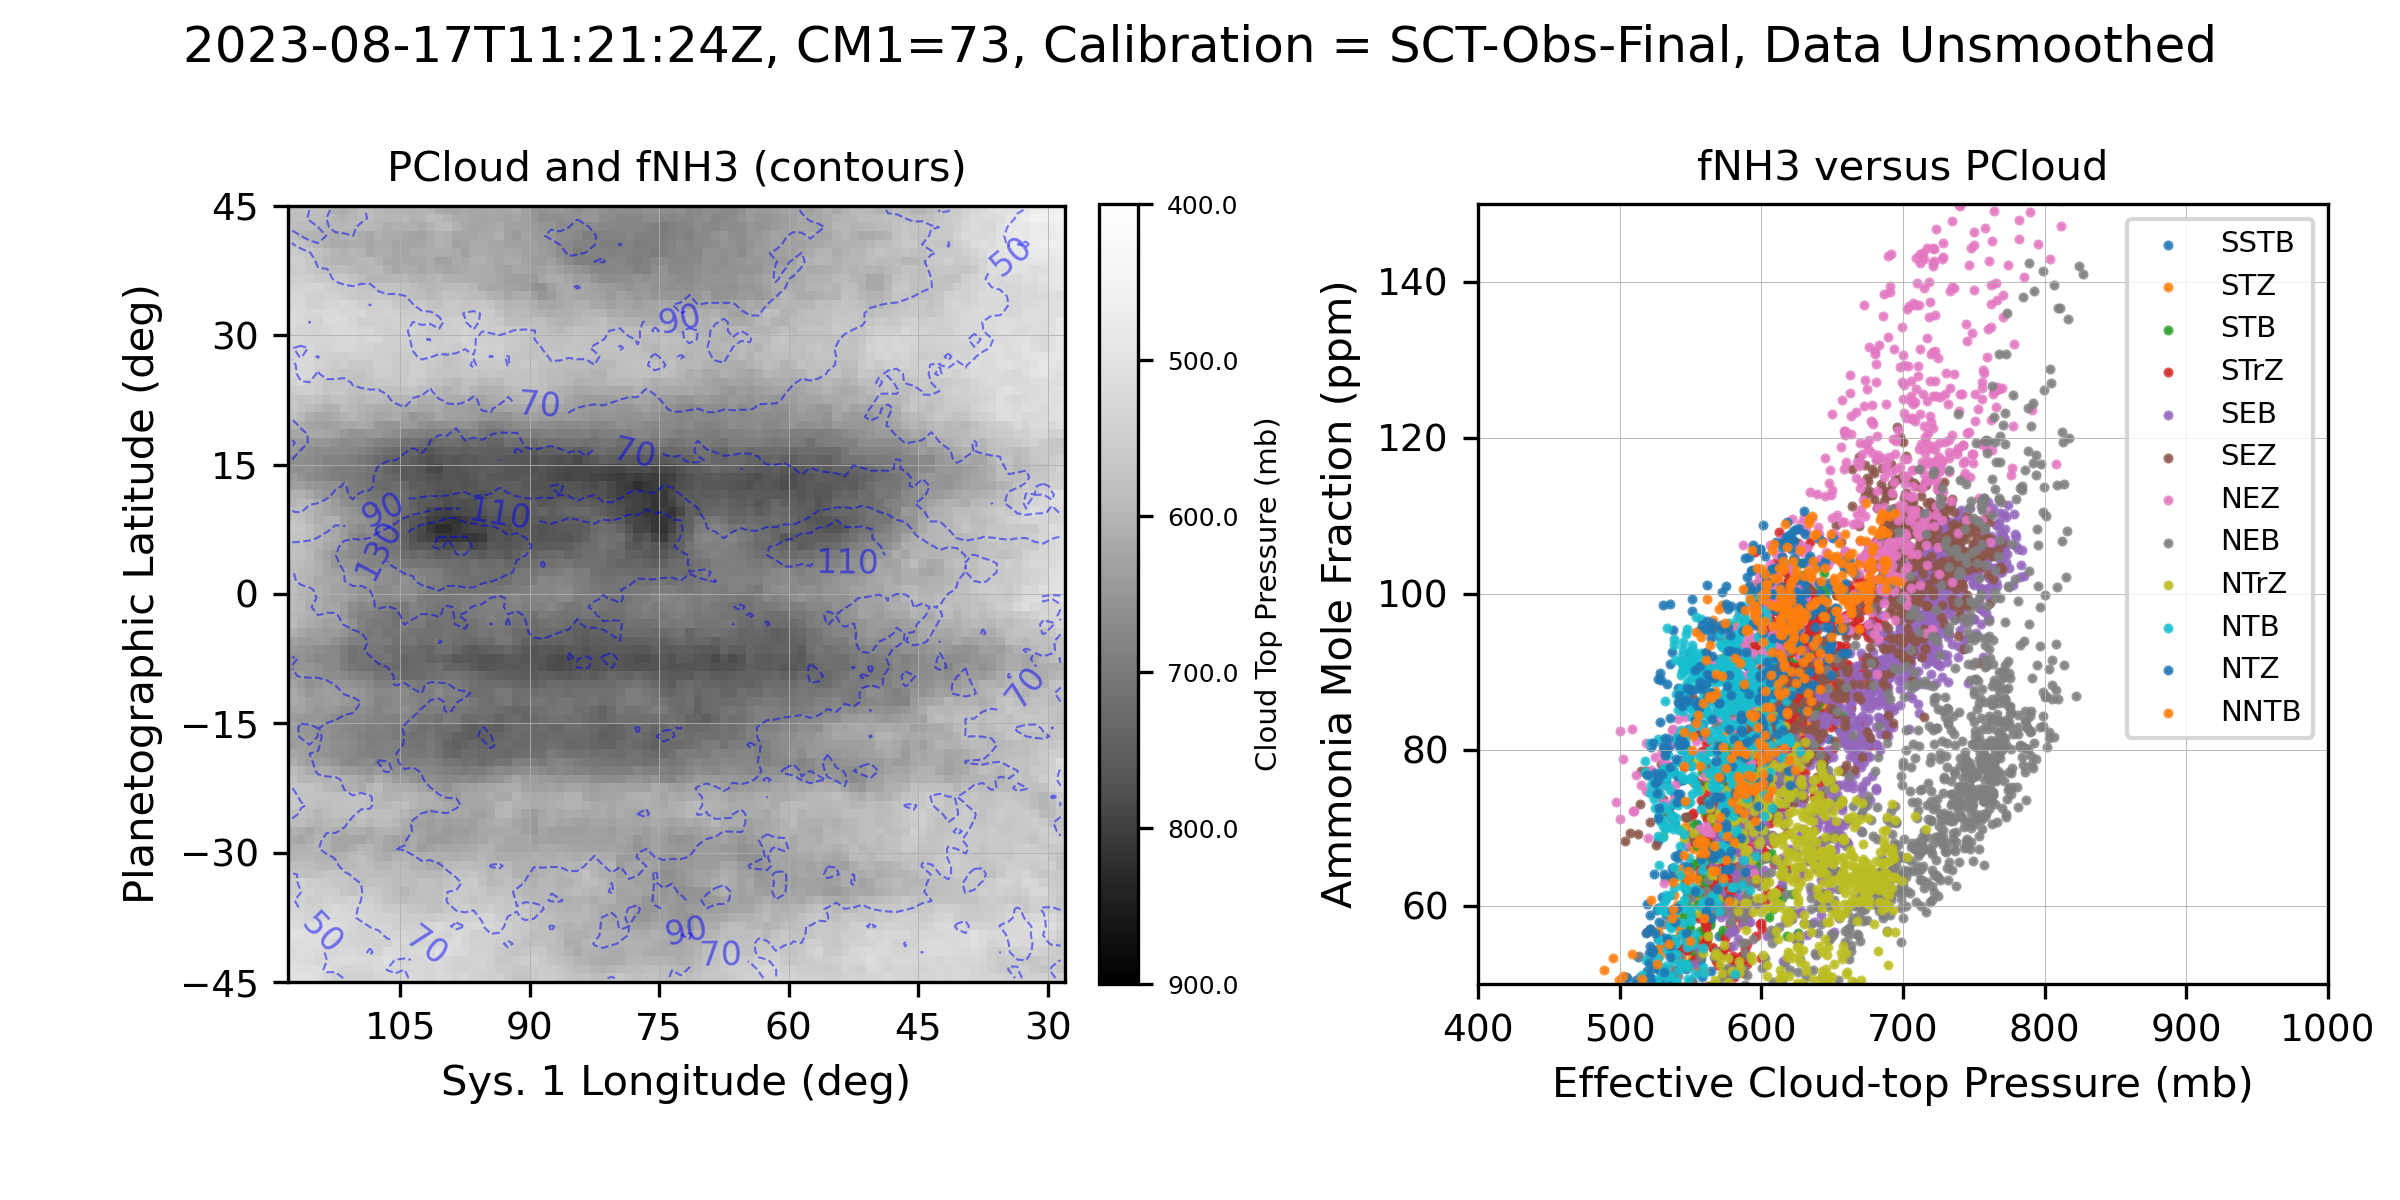 2023-08-17T11:21:24Z, CM1=73, Calibration = SCT-Obs-Final, Data Unsmoothed
PCloud and fNH3 (contours)
Planetographic Latitude (deg)
45
30
15
0
−15
−30
−45
105
90
75
60
45
30
Sys. 1 Longitude (deg)
50
90
70
70
90
110
130
110
70
50
70
90
70
400.0
500.0
600.0
700.0
800.0
900.0
Cloud Top Pressure (mb)
fNH3 versus PCloud
Ammonia Mole Fraction (ppm)
140
120
100
80
60
400
500
600
700
800
900
1000
Effective Cloud-top Pressure (mb)
SSTB
STZ
STB
STrZ
SEB
SEZ
NEZ
NEB
NTrZ
NTB
NTZ
NNTB